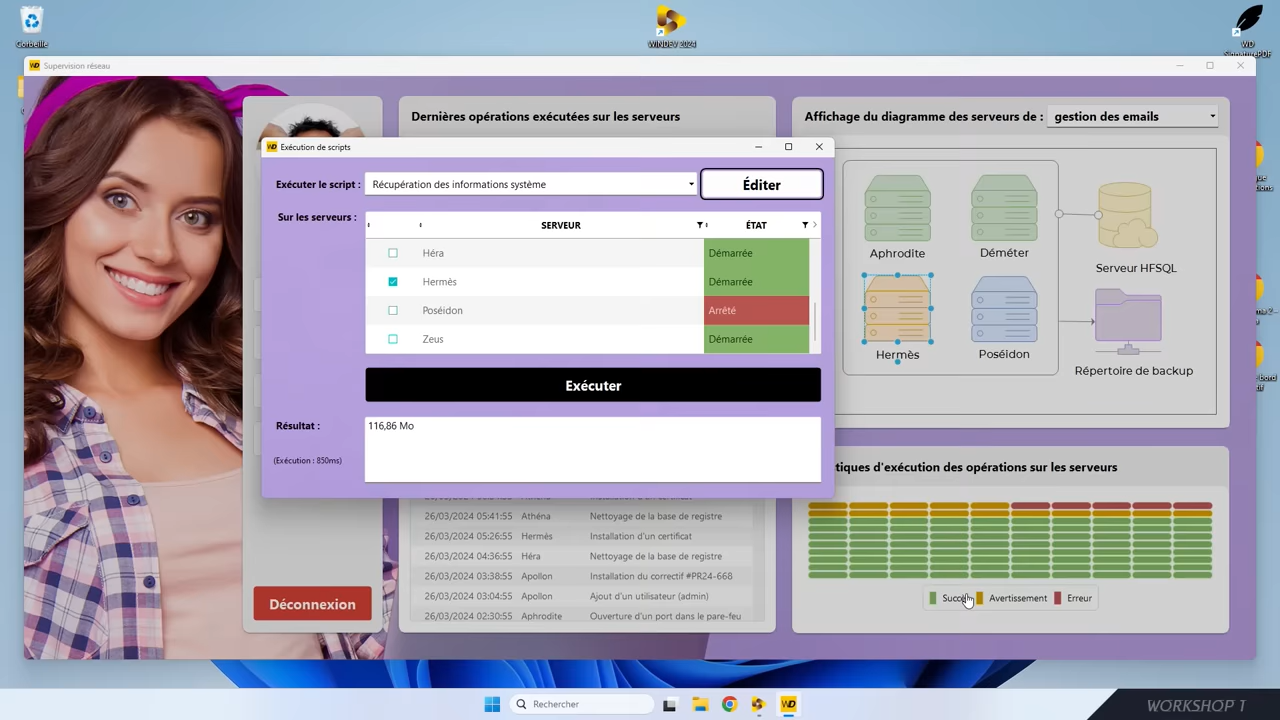 Corbeille
WINDEV 2024
WD
SignaturePDF
Supervision réseau
Dernières opérations exécutées sur les serveurs
Affichage du diagramme des serveurs de :
gestion des emails
Exécution de scripts
Exécuter le script :
Récupération des informations système
Éditer
Sur les serveurs :
SERVEUR
ÉTAT
Héra
Démarrée
Hermès
Démarrée
Poséidon
Arrêté
Zeus
Démarrée
Exécuter
Résultat :
116,86 Mo
(Exécution : 850ms)
Aphrodite
Déméter
Serveur HFSQL
Hermès
Poséidon
Répertoire de backup
tiques d'exécution des opérations sur les serveurs
26/03/2024 05:41:55 Athéna Nettoyage de la base de registre
26/03/2024 05:26:55 Hermès Installation d'un certificat
26/03/2024 04:36:55 Héra Nettoyage de la base de registre
26/03/2024 03:38:55 Apollon Installation du correctif #PR24-668
26/03/2024 03:04:55 Apollon Ajout d'un utilisateur (admin)
26/03/2024 02:30:55 Aphrodite Ouverture d'un port dans le pare-feu
Avertissement
Erreur
Déconnexion
Rechercher
WD
WORKSHOP 1